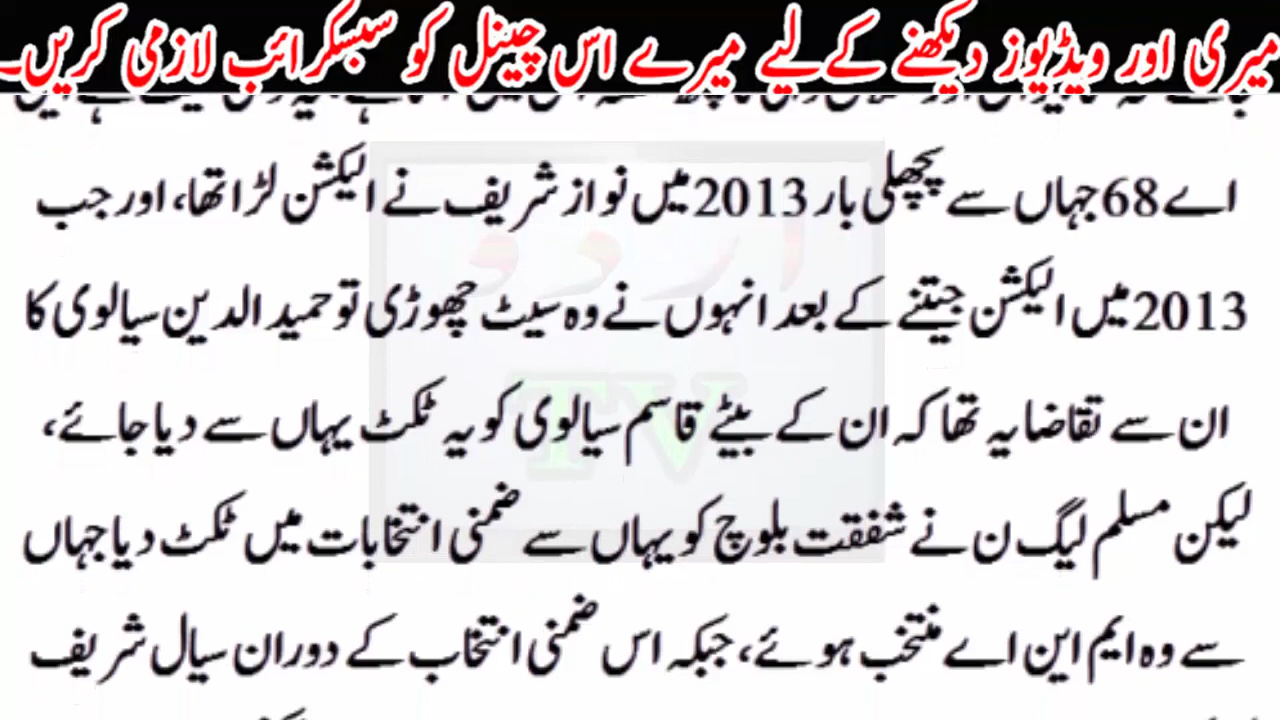 میری اور ویڈیوز دیکھنے کے لیے میرے اس چینل کو سبسکرائب لازمی کریں۔
اے 68 جہاں سے پچھلی بار 2013 میں نواز شریف نے الیکشن لڑا تھا، اور جب
2013 میں الیکشن جیتنے کے بعد انہوں نے وہ سیٹ چھوڑی تو حمید الدین سیالوی کا
ان سے تقاضا یہ تھا کہ ان کے بیٹے قاسم سیالوی کو یہ ٹکٹ یہاں سے دیا جائے،
لیکن مسلم لیگ ن نے شفقت بلوچ کو یہاں سے ضمنی انتخابات میں ٹکٹ دیا جہاں
سے وہ ایم این اے منتخب ہوئے، جبکہ اس ضمنی انتخاب کے دوران سیال شریف
اردو
TV